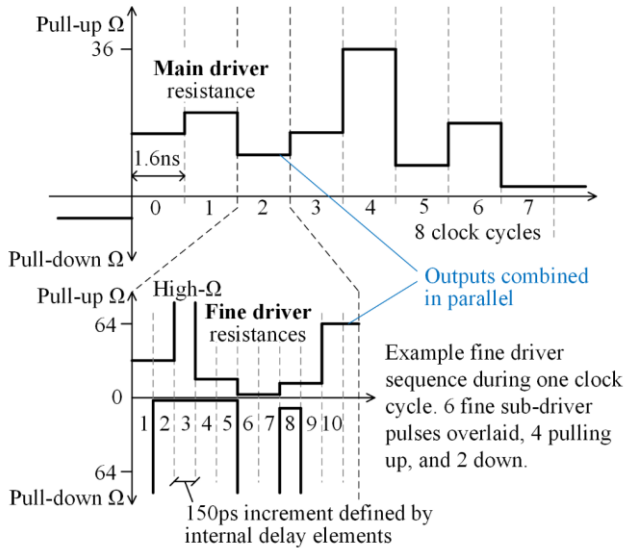 Pull-up Ω
36
Main driver
resistance
1.6ns
0 1 2 3 4 5 6 7
8 clock cycles
Pull-down Ω
Outputs combined
in parallel
Pull-up Ω
High-Ω
64
Fine driver
resistances
0
1 2 3 4 5 6 7 8 9 10
64
Pull-down Ω
Example fine driver
sequence during one clock
cycle. 6 fine sub-driver
pulses overlaid, 4 pulling
up, and 2 down.
150ps increment defined by
internal delay elements